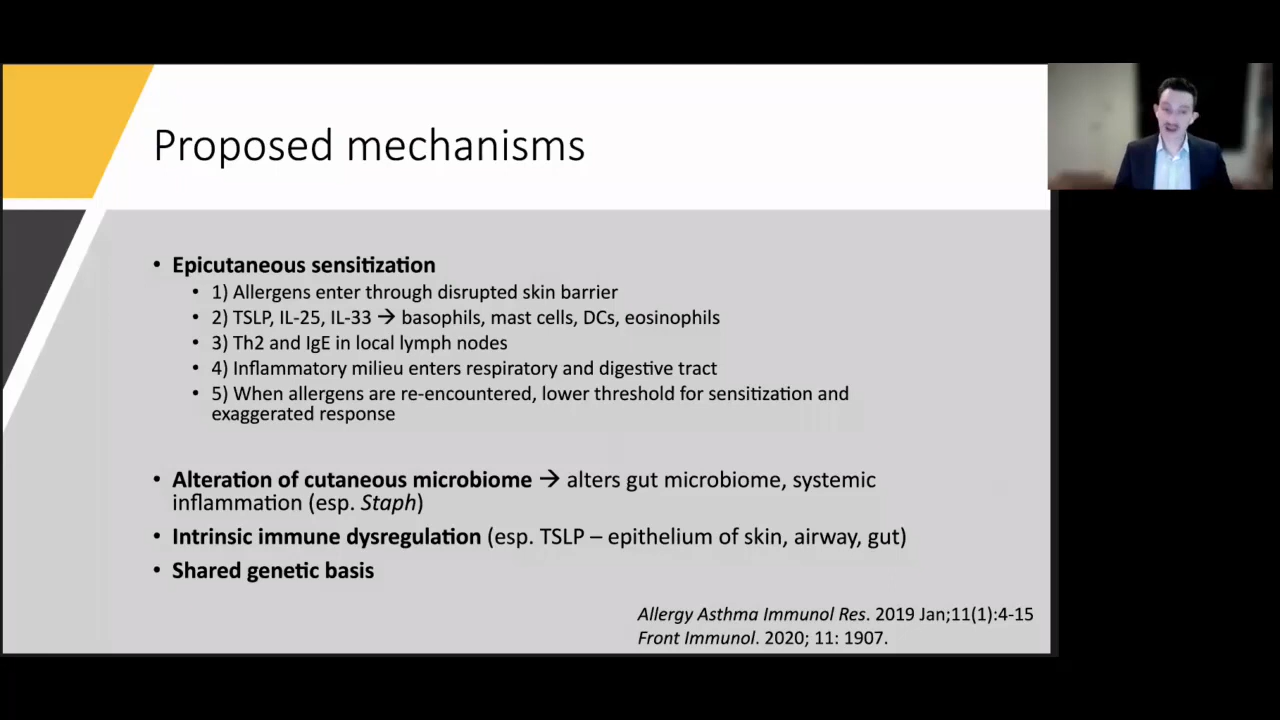 Proposed mechanisms
• Epicutaneous sensitization
• 1) Allergens enter through disrupted skin barrier
• 2) TSLP, IL-25, IL-33 → basophils, mast cells, DCs, eosinophils
• 3) Th2 and IgE in local lymph nodes
• 4) Inflammatory milieu enters respiratory and digestive tract
• 5) When allergens are re-encountered, lower threshold for sensitization and
exaggerated response
• Alteration of cutaneous microbiome → alters gut microbiome, systemic
inflammation (esp. Staph)
• Intrinsic immune dysregulation (esp. TSLP – epithelium of skin, airway, gut)
• Shared genetic basis
Allergy Asthma Immunol Res. 2019 Jan;11(1):4-15
Front Immunol. 2020; 11: 1907.